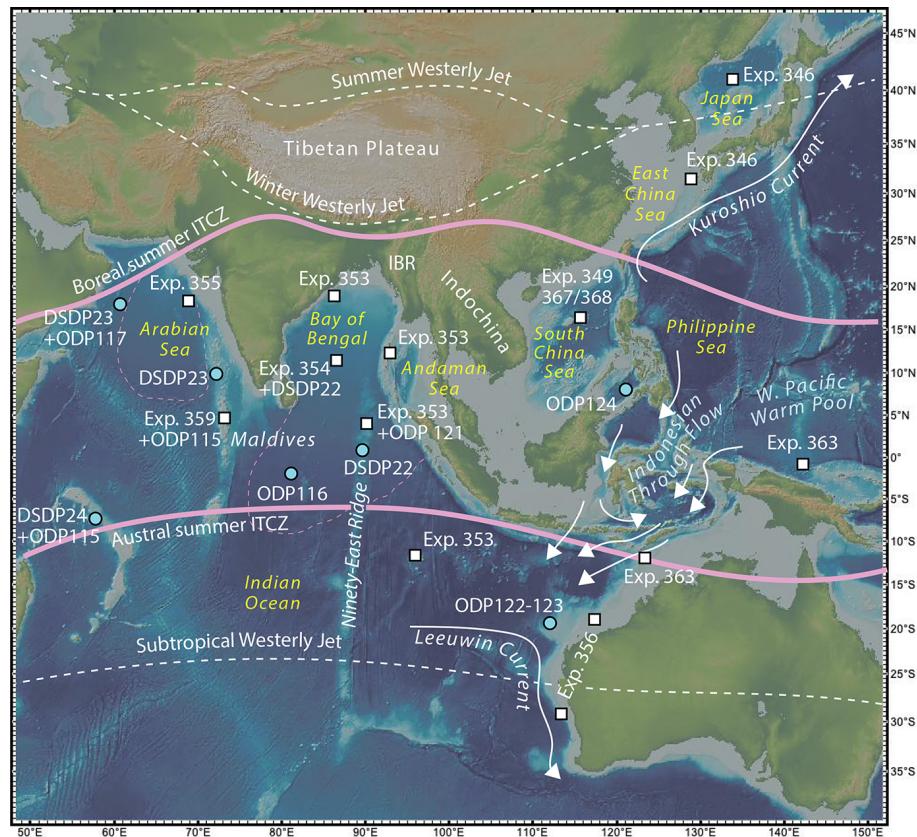 45°N
Summer Westerly Jet
Exp. 346
40°N
Japan
Sea
35°N
Tibetan Plateau
Exp. 346
East
China
Sea
30°N
Winter Westerly Jet
Kuroshio Current
25°N
Boreal summer ITCZ
IBR
20°N
Exp. 355
Exp. 353
Indochina
Exp. 349
367/368
DSDP23
+ODP117
Arabian
Sea
Bay of
Bengal
Exp. 353
South
China
Sea
Philippine
Sea
15°N
DSDP23
Exp. 354
+DSDP22
Andaman
Sea
10°N
ODP124
W. Pacific
Warm Pool
Exp. 359
+ODP115
Maldives
Exp. 353
+ODP 121
Indonesian
Through Flow
5°N
Exp. 363
DSDP22
0°
ODP116
5°S
DSDP24
+ODP115
Austral summer ITCZ
Ninety-East Ridge
Exp. 353
10°S
Exp. 363
15°S
Indian
Ocean
ODP122-123
20°S
Subtropical Westerly Jet
Leeuwin Current
Exp. 356
25°S
30°S
35°S
50°E
60°E
70°E
80°E
90°E
100°E
110°E
120°E
130°E
140°E
150°E